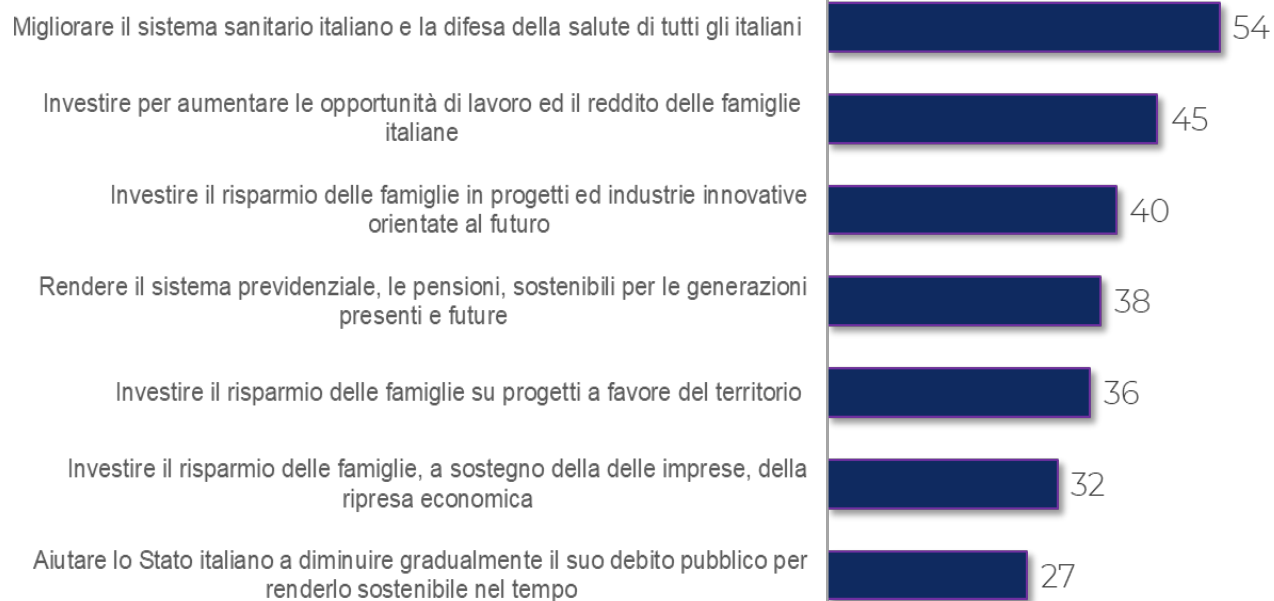 Migliorare il sistema sanitario italiano e la difesa della salute di tutti gli italiani
54
Investire per aumentare le opportunità di lavoro ed il reddito delle famiglie
italiane
45
Investire il risparmio delle famiglie in progetti ed industrie innovative
orientate al futuro
40
Rendere il sistema previdenziale, le pensioni, sostenibili per le generazioni
presenti e future
38
Investire il risparmio delle famiglie su progetti a favore del territorio
36
Investire il risparmio delle famiglie, a sostegno della delle imprese, della
ripresa economica
32
Aiutare lo Stato italiano a diminuire gradualmente il suo debito pubblico per
renderlo sostenibile nel tempo
27